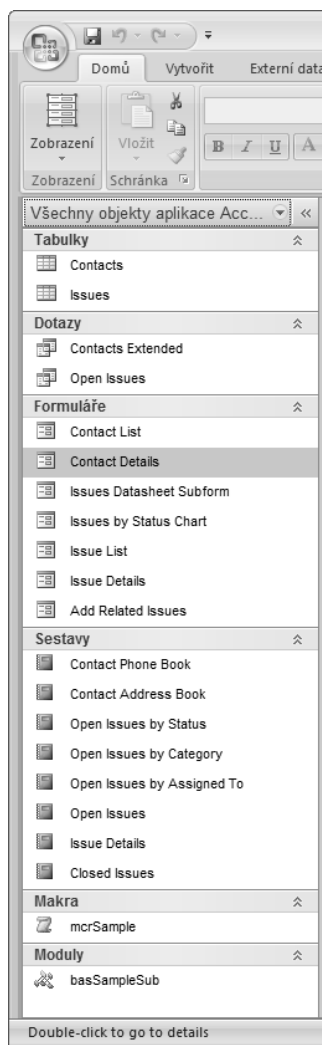 Domů Vytvořit Externí data
Zobrazení Vložit
B I U A
Zobrazení Schránka
Všechny objekty aplikace Acc...
Tabulky
Contacts
Issues
Dotazy
Contacts Extended
Open Issues
Formuláře
Contact List
Contact Details
Issues Datasheet Subform
Issues by Status Chart
Issue List
Issue Details
Add Related Issues
Sestavy
Contact Phone Book
Contact Address Book
Open Issues by Status
Open Issues by Category
Open Issues by Assigned To
Open Issues
Issue Details
Closed Issues
Makra
mcrSample
Moduly
basSampleSub
Double-click to go to details